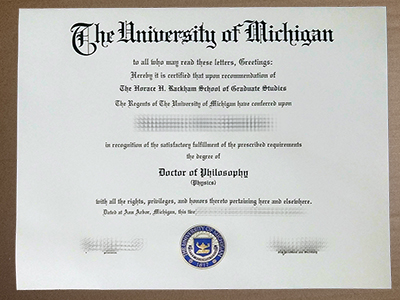 The University of Michigan
to all who may read these letters, Greetings:
Hereby it is certified that upon recommendation of
The Horace H. Rackham School of Graduate Studies
The Regents of The University of Michigan have conferred upon
in recognition of the satisfactory fulfillment of the prescribed requirements
the degree of
Doctor of Philosophy
(Physics)
with all the rights, privileges, and honors thereto pertaining here and elsewhere.
Dated at Ann Arbor, Michigan, this
1817